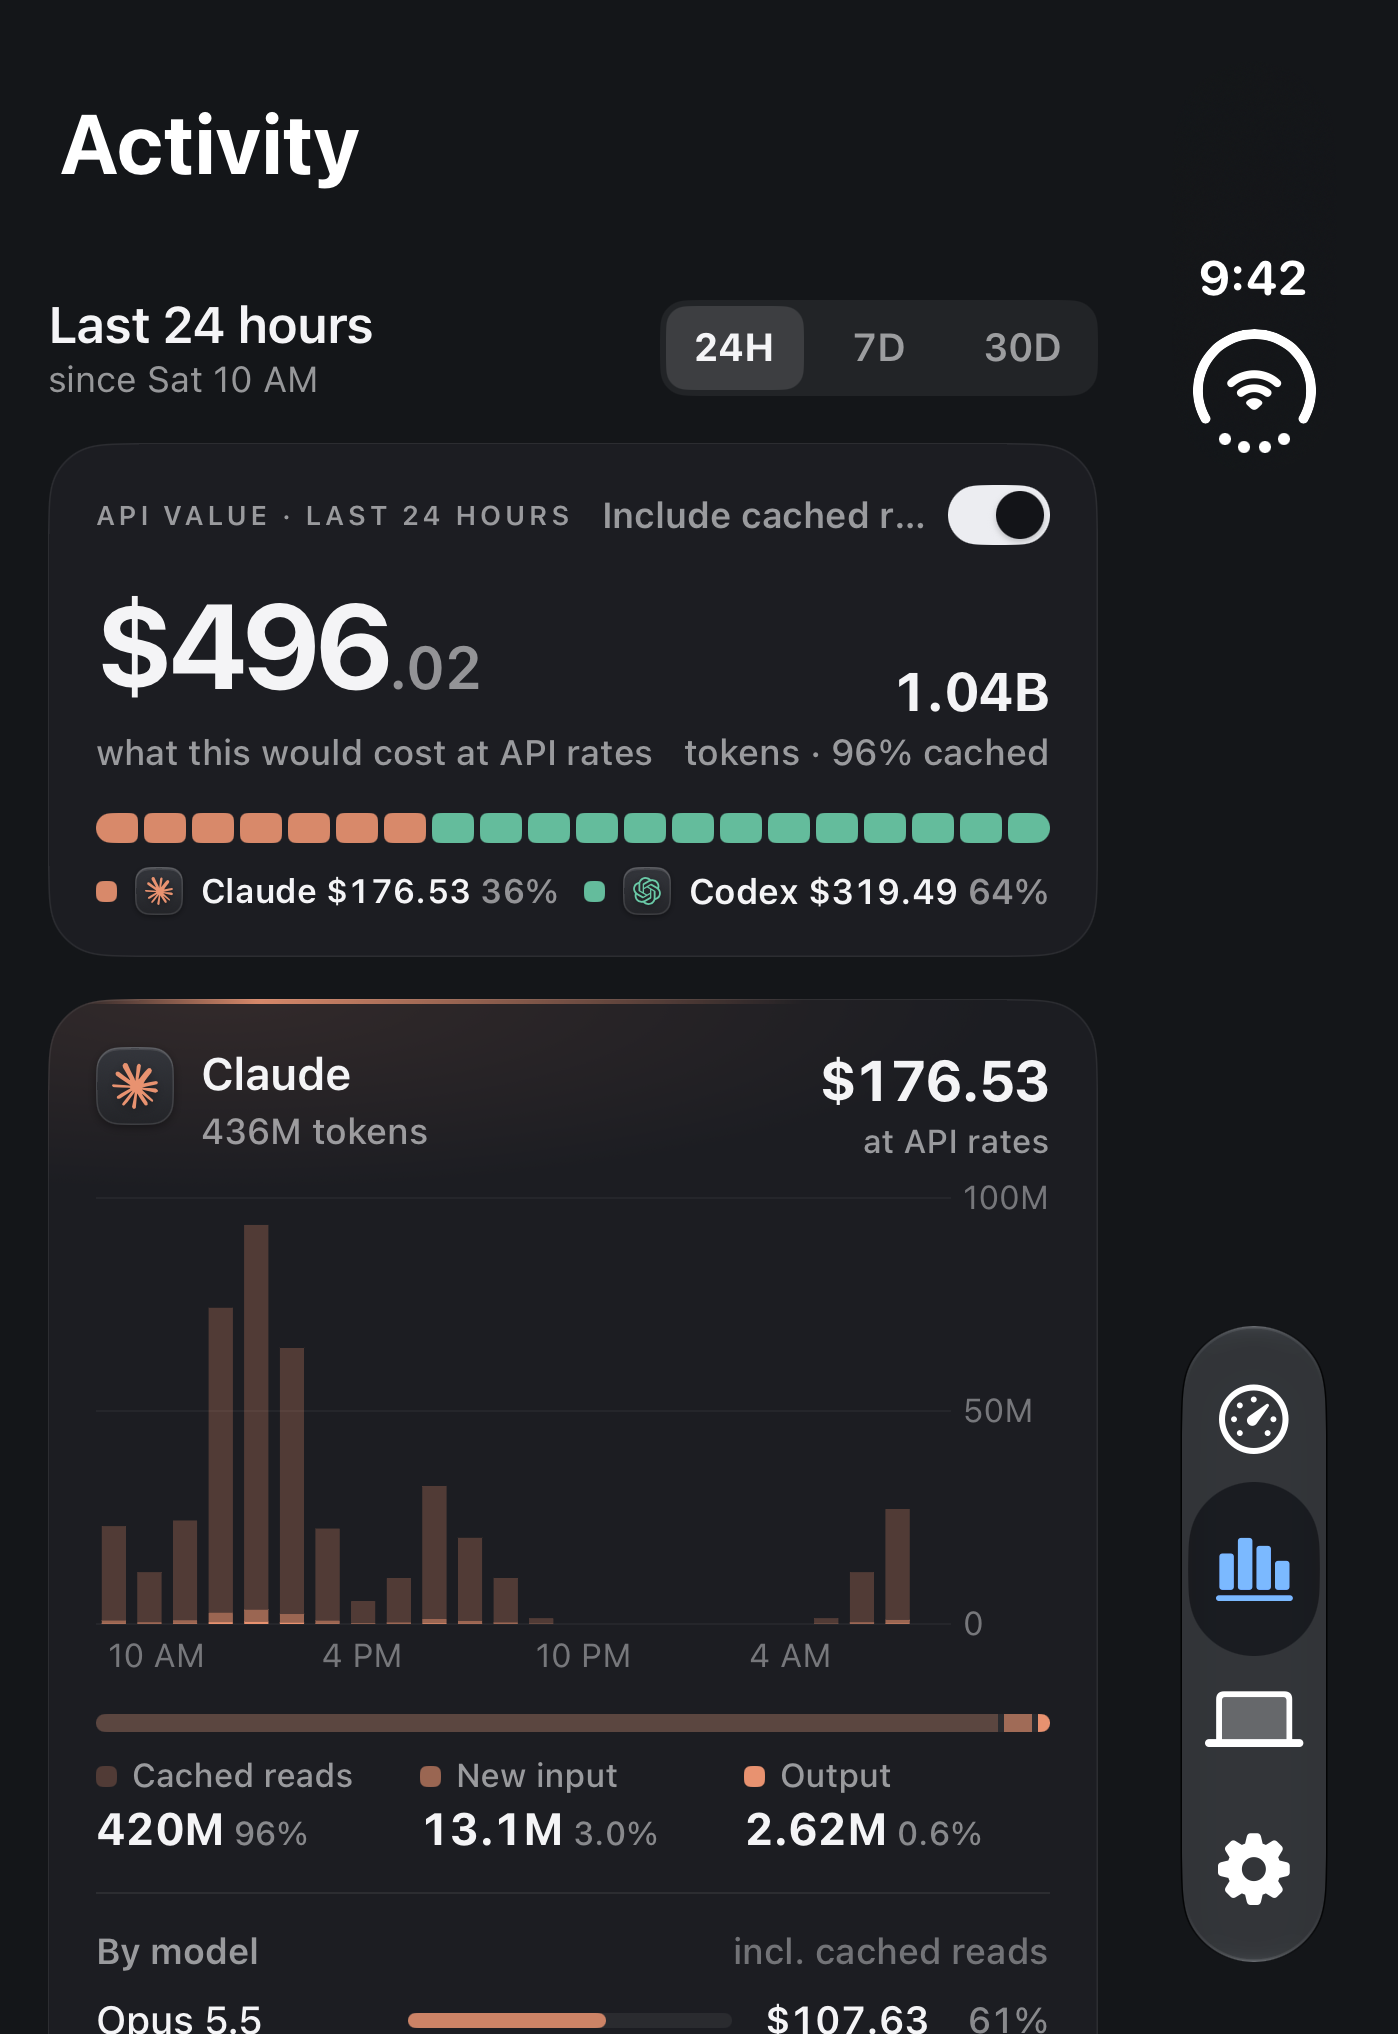 Activity
9:42
Last 24 hours
since Sat 10 AM
24H 7D 30D
API VALUE · LAST 24 HOURS Include cached r...
$496.02
1.04B
what this would cost at API rates tokens · 96% cached
Claude $176.53 36% Codex $319.49 64%
Claude $176.53
436M tokens at API rates
100M
50M
0
10 AM 4 PM 10 PM 4 AM
Cached reads New input Output
420M 96% 13.1M 3.0% 2.62M 0.6%
By model incl. cached reads
Opus 5.5 $107.63 61%